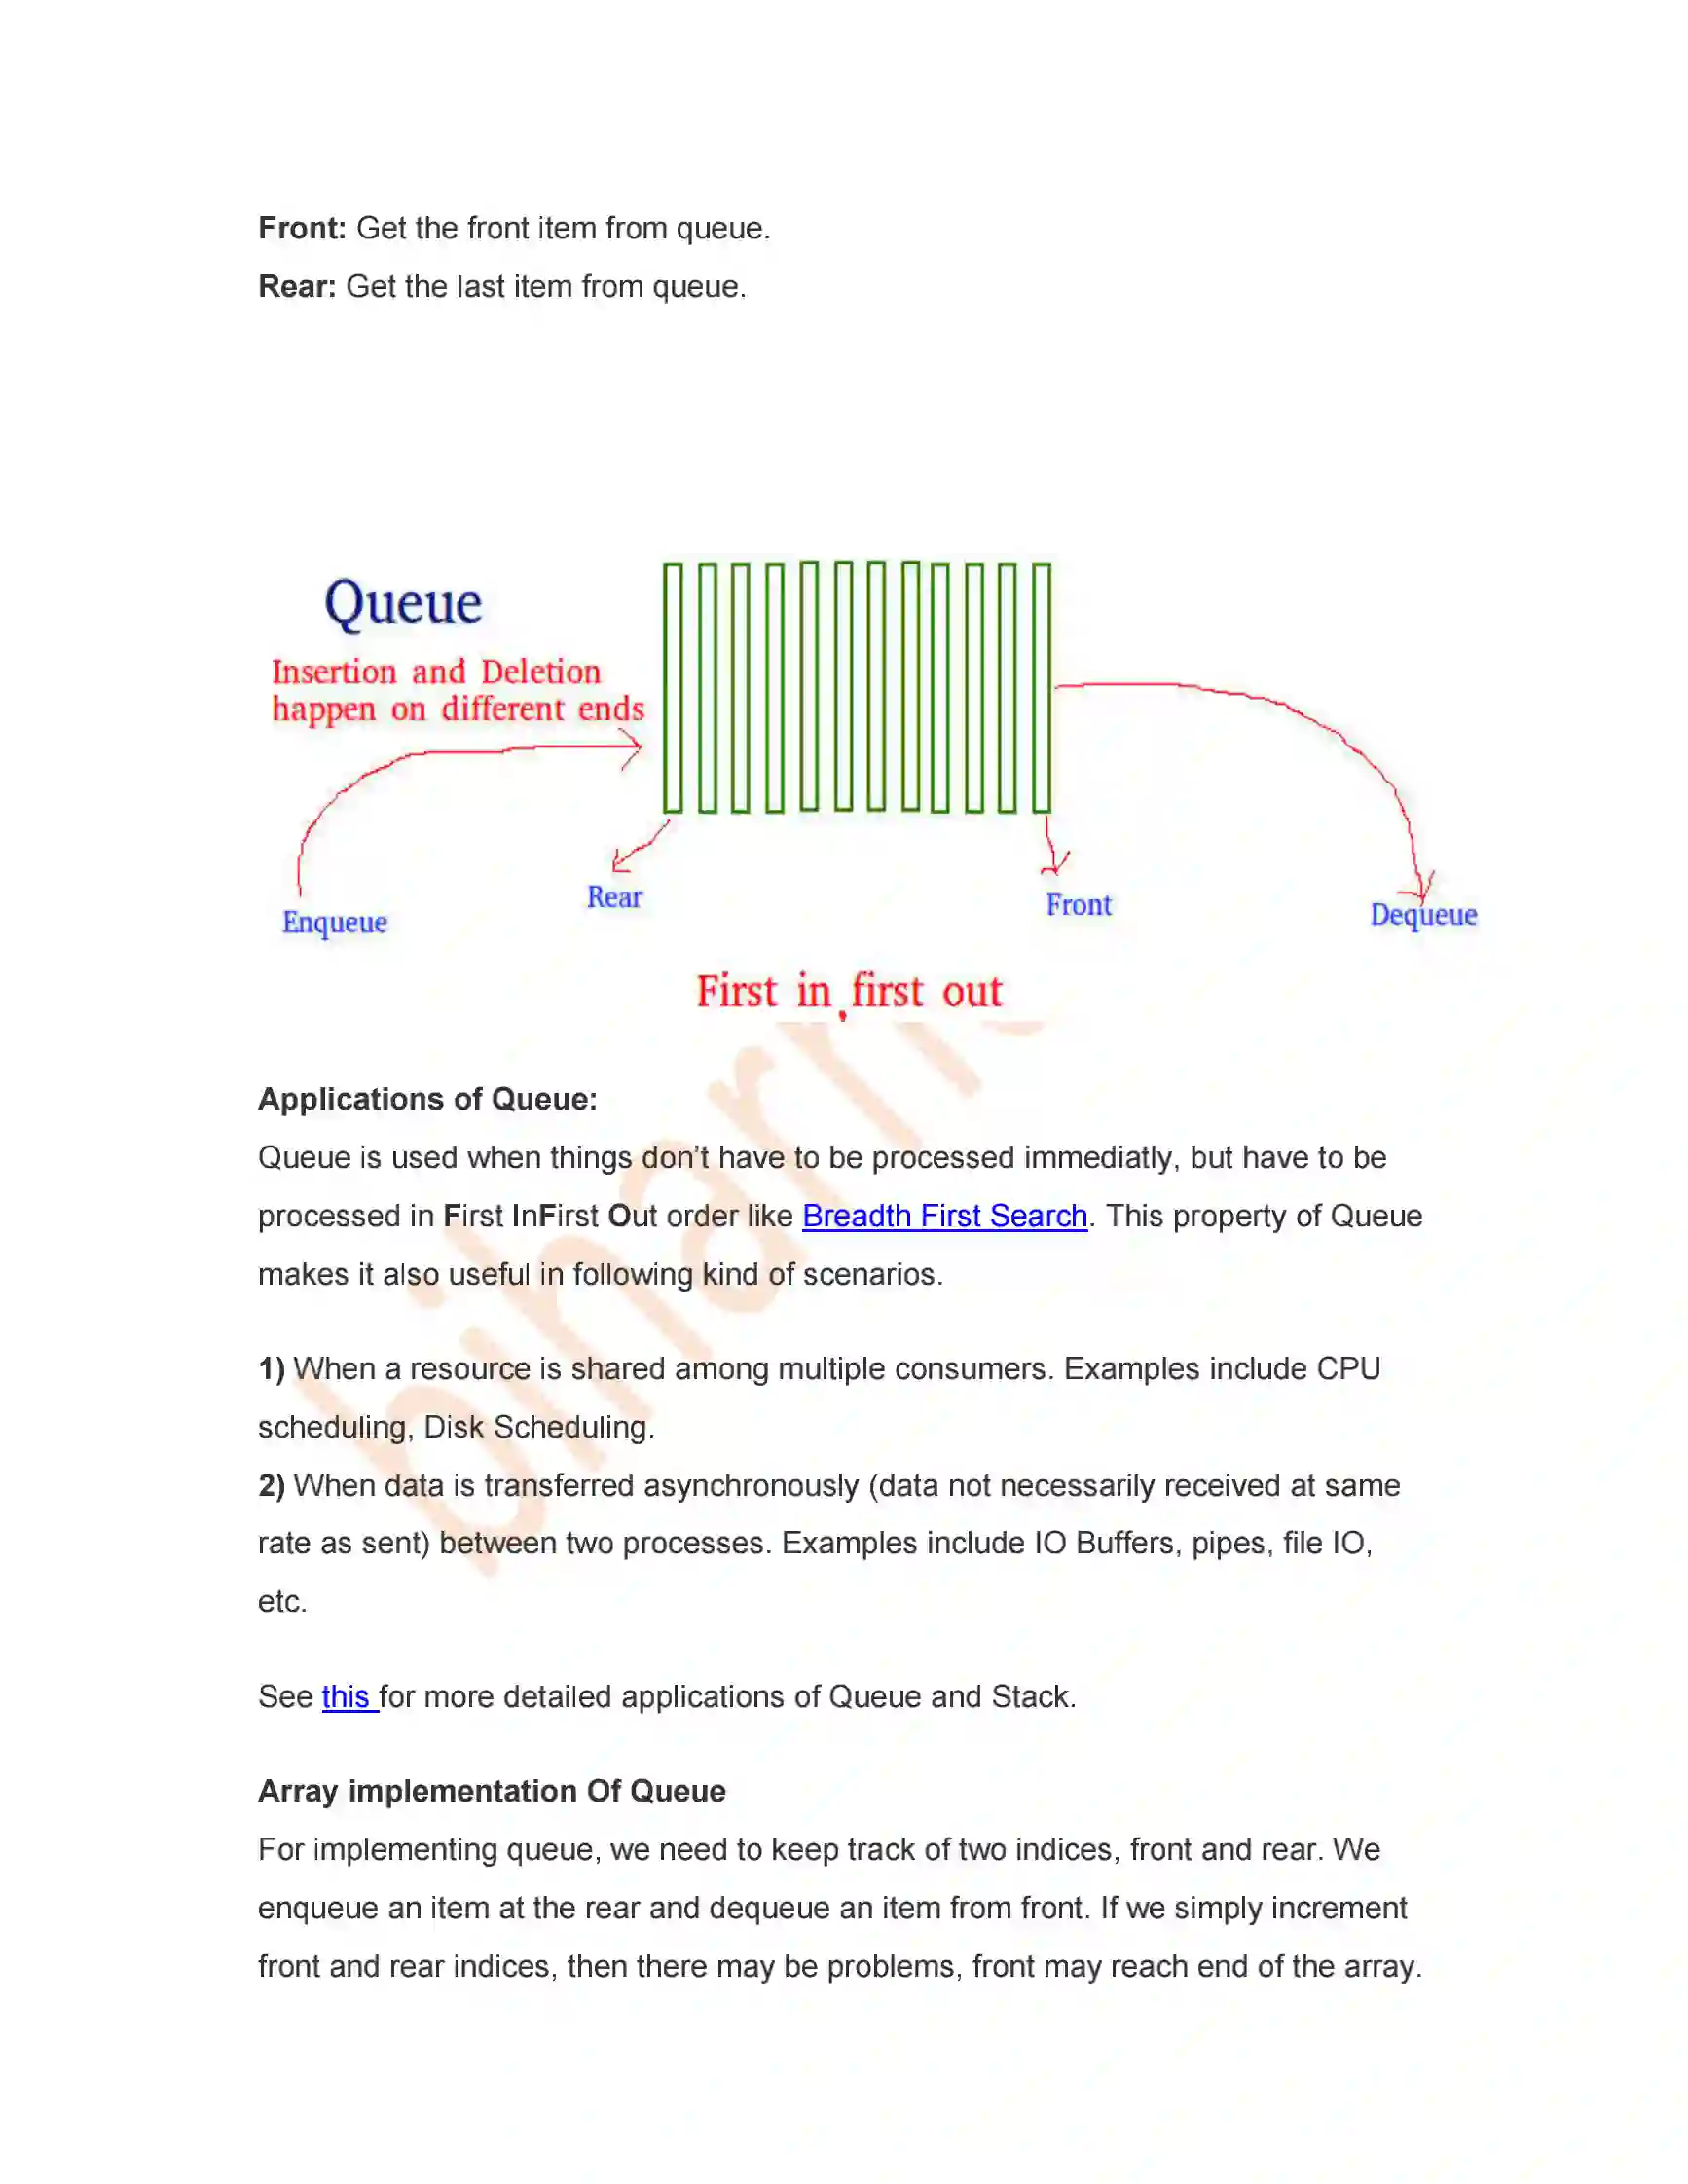 Front: Get the front item from queue.
Rear: Get the last item from queue.
Queue
Insertion and Deletion
happen on different ends
Enqueue
Rear
Front
Dequeue
First in, first out
Applications of Queue:
Queue is used when things don't have to be processed immediatly, but have to be
processed in First InFirst Out order like Breadth First Search. This property of Queue
makes it also useful in following kind of scenarios.
1) When a resource is shared among multiple consumers. Examples include CPU
scheduling, Disk Scheduling.
2) When data is transferred asynchronously (data not necessarily received at same
rate as sent) between two processes. Examples include IO Buffers, pipes, file IO,
etc.
See this for more detailed applications of Queue and Stack.
Array implementation Of Queue
For implementing queue, we need to keep track of two indices, front and rear. We
enqueue an item at the rear and dequeue an item from front. If we simply increment
front and rear indices, then there may be problems, front may reach end of the array.